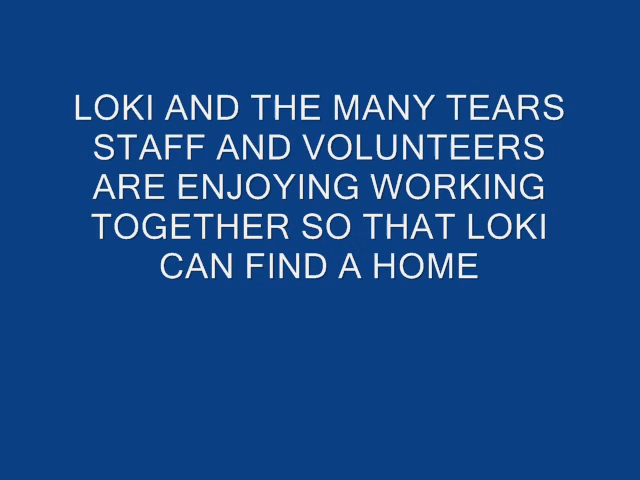 LOKI AND THE MANY TEARS
STAFF AND VOLUNTEERS
ARE ENJOYING WORKING
TOGETHER SO THAT LOKI
CAN FIND A HOME